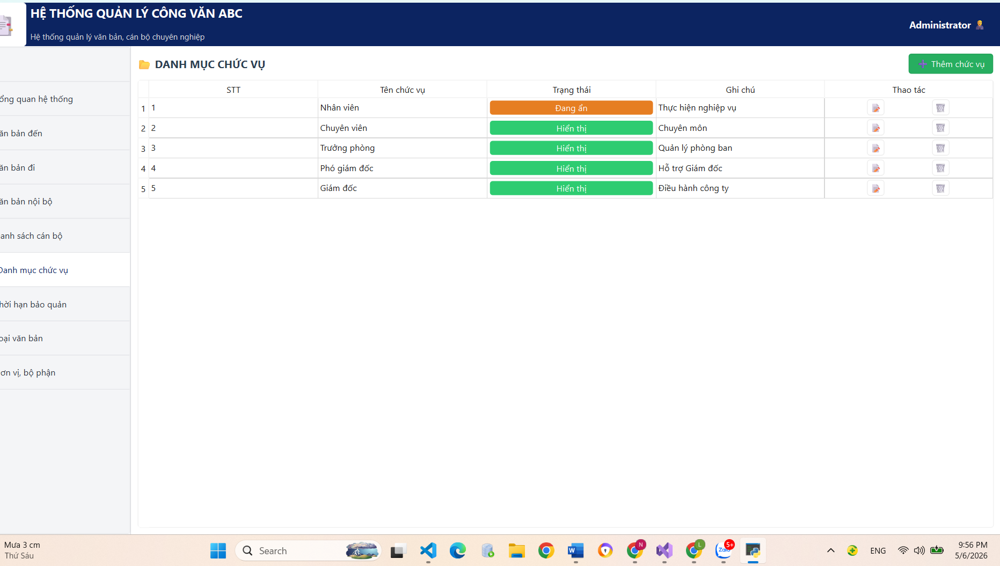 HỆ THỐNG QUẢN LÝ CÔNG VĂN ABC
Hệ thống quản lý văn bản, cán bộ chuyên nghiệp
Administrator
ổng quan hệ thống
ăn bản đến
ăn bản đi
ăn bản nội bộ
anh sách cán bộ
Danh mục chức vụ
hời hạn bảo quản
oại văn bản
ơn vị, bộ phận
DANH MỤC CHỨC VỤ
Thêm chức vụ
STT Tên chức vụ Trạng thái Ghi chú Thao tác
1 1 Nhân viên Đang ẩn Thực hiện nghiệp vụ
2 2 Chuyên viên Hiển thị Chuyên môn
3 3 Trưởng phòng Hiển thị Quản lý phòng ban
4 4 Phó giám đốc Hiển thị Hỗ trợ Giám đốc
5 5 Giám đốc Hiển thị Điều hành công ty
Mưa 3 cm
Thứ Sáu
Search
N
L
Zalo
5+
ENG
9:56 PM
5/6/2026